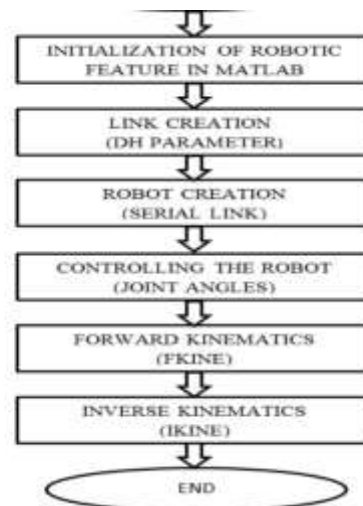 INITIALIZATION OF ROBOTIC
FEATURE IN MATLAB
LINK CREATION
(DH PARAMETER)
ROBOT CREATION
(SERIAL LINK)
CONTROLLING THE ROBOT
(JOINT ANGLES)
FORWARD KINEMATICS
(FKINE)
INVERSE KINEMATICS
(IKINE)
END